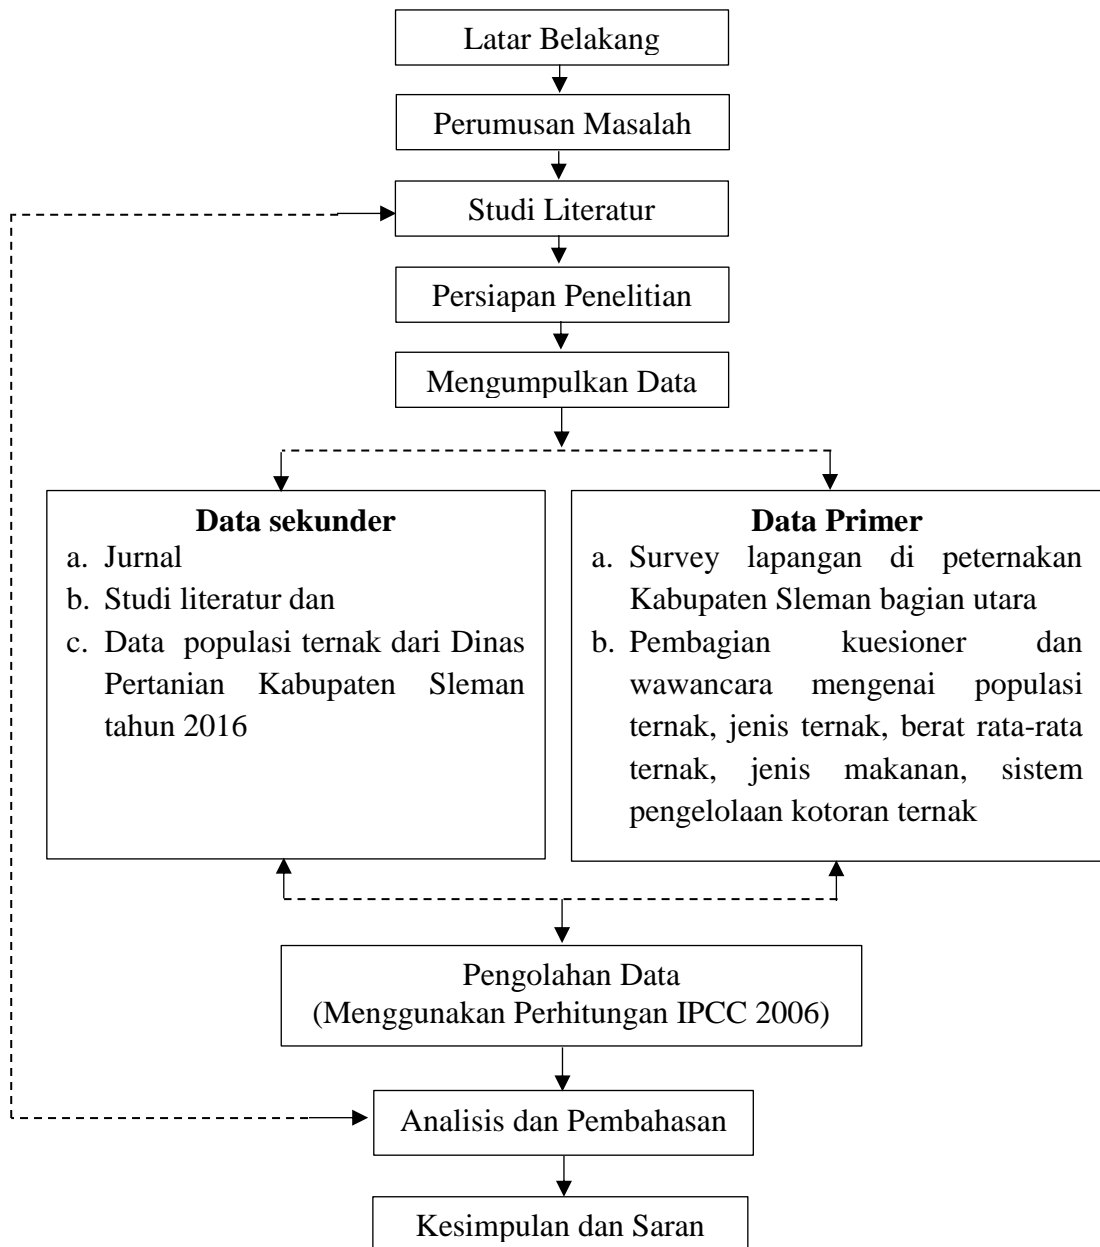 Latar Belakang
Perumusan Masalah
Studi Literatur
Persiapan Penelitian
Mengumpulkan Data
Data sekunder
a. Jurnal
b. Studi literatur dan
c. Data populasi ternak dari Dinas
Pertanian Kabupaten Sleman
tahun 2016
Data Primer
a. Survey lapangan di peternakan
Kabupaten Sleman bagian utara
b. Pembagian kuesioner dan
wawancara mengenai populasi
ternak, jenis ternak, berat rata-rata
ternak, jenis makanan, sistem
pengelolaan kotoran ternak
Pengolahan Data
(Menggunakan Perhitungan IPCC 2006)
Analisis dan Pembahasan
Kesimpulan dan Saran